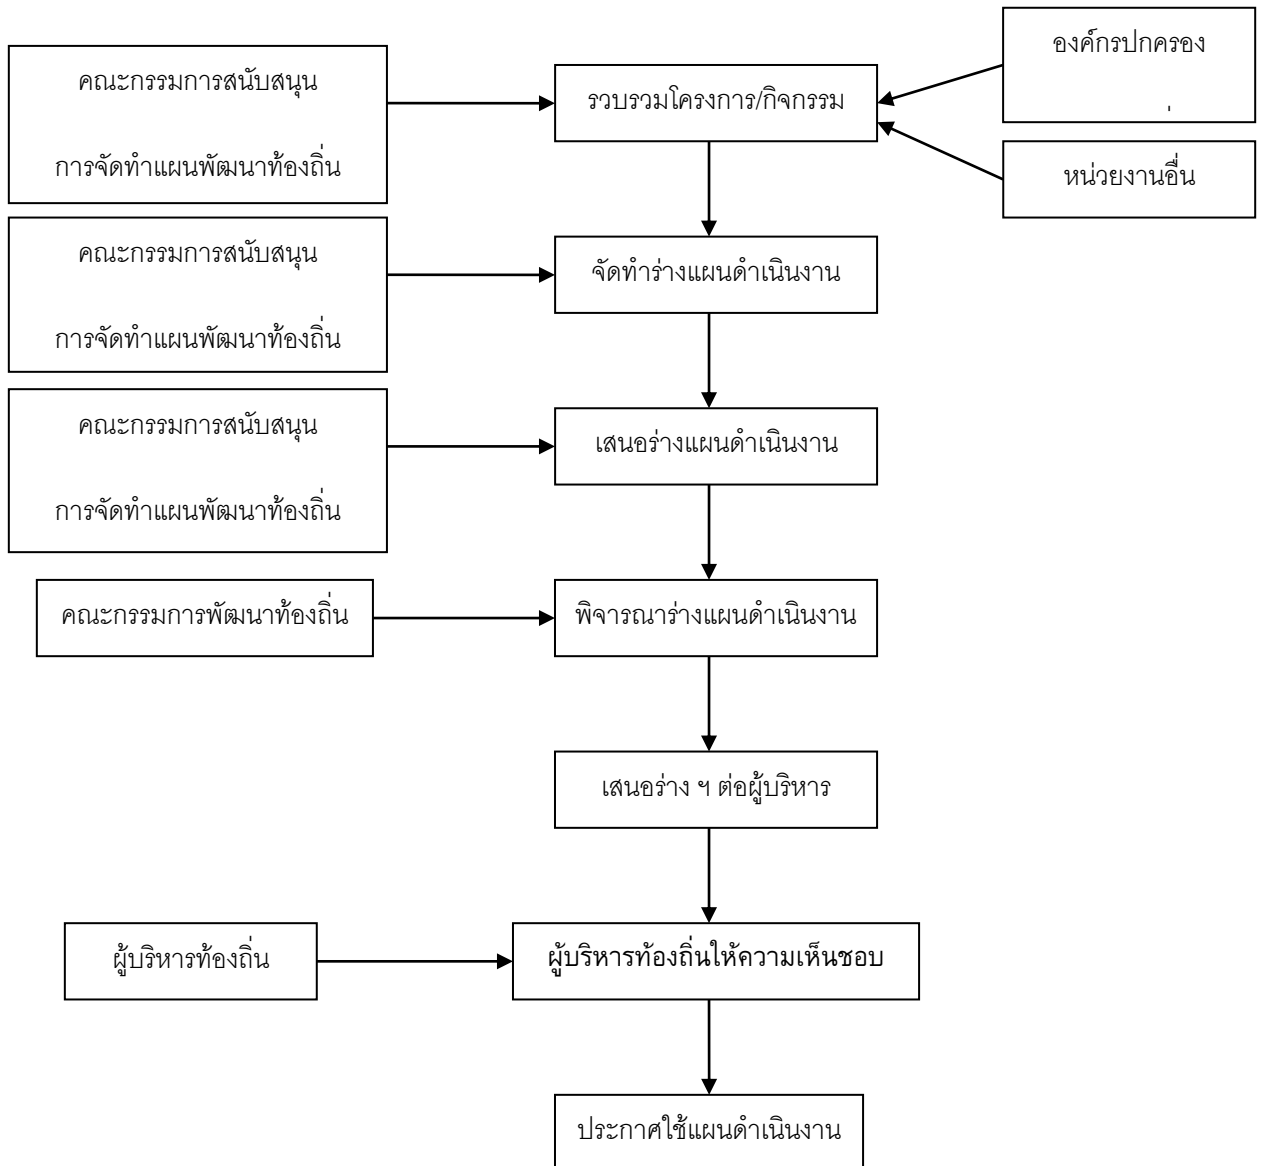 องค์กรปกครอง
คณะกรรมการสนับสนุน
การจัดทำแผนพัฒนาท้องถิ่น
รวบรวมโครงการ/กิจกรรม
หน่วยงานอื่น
คณะกรรมการสนับสนุน
การจัดทำแผนพัฒนาท้องถิ่น
จัดทำร่างแผนดำเนินงาน
คณะกรรมการสนับสนุน
การจัดทำแผนพัฒนาท้องถิ่น
เสนอร่างแผนดำเนินงาน
คณะกรรมการพัฒนาท้องถิ่น
พิจารณาร่างแผนดำเนินงาน
เสนอร่าง ฯ ต่อผู้บริหาร
ผู้บริหารท้องถิ่น
ผู้บริหารท้องถิ่นให้ความเห็นชอบ
ประกาศใช้แผนดำเนินงาน